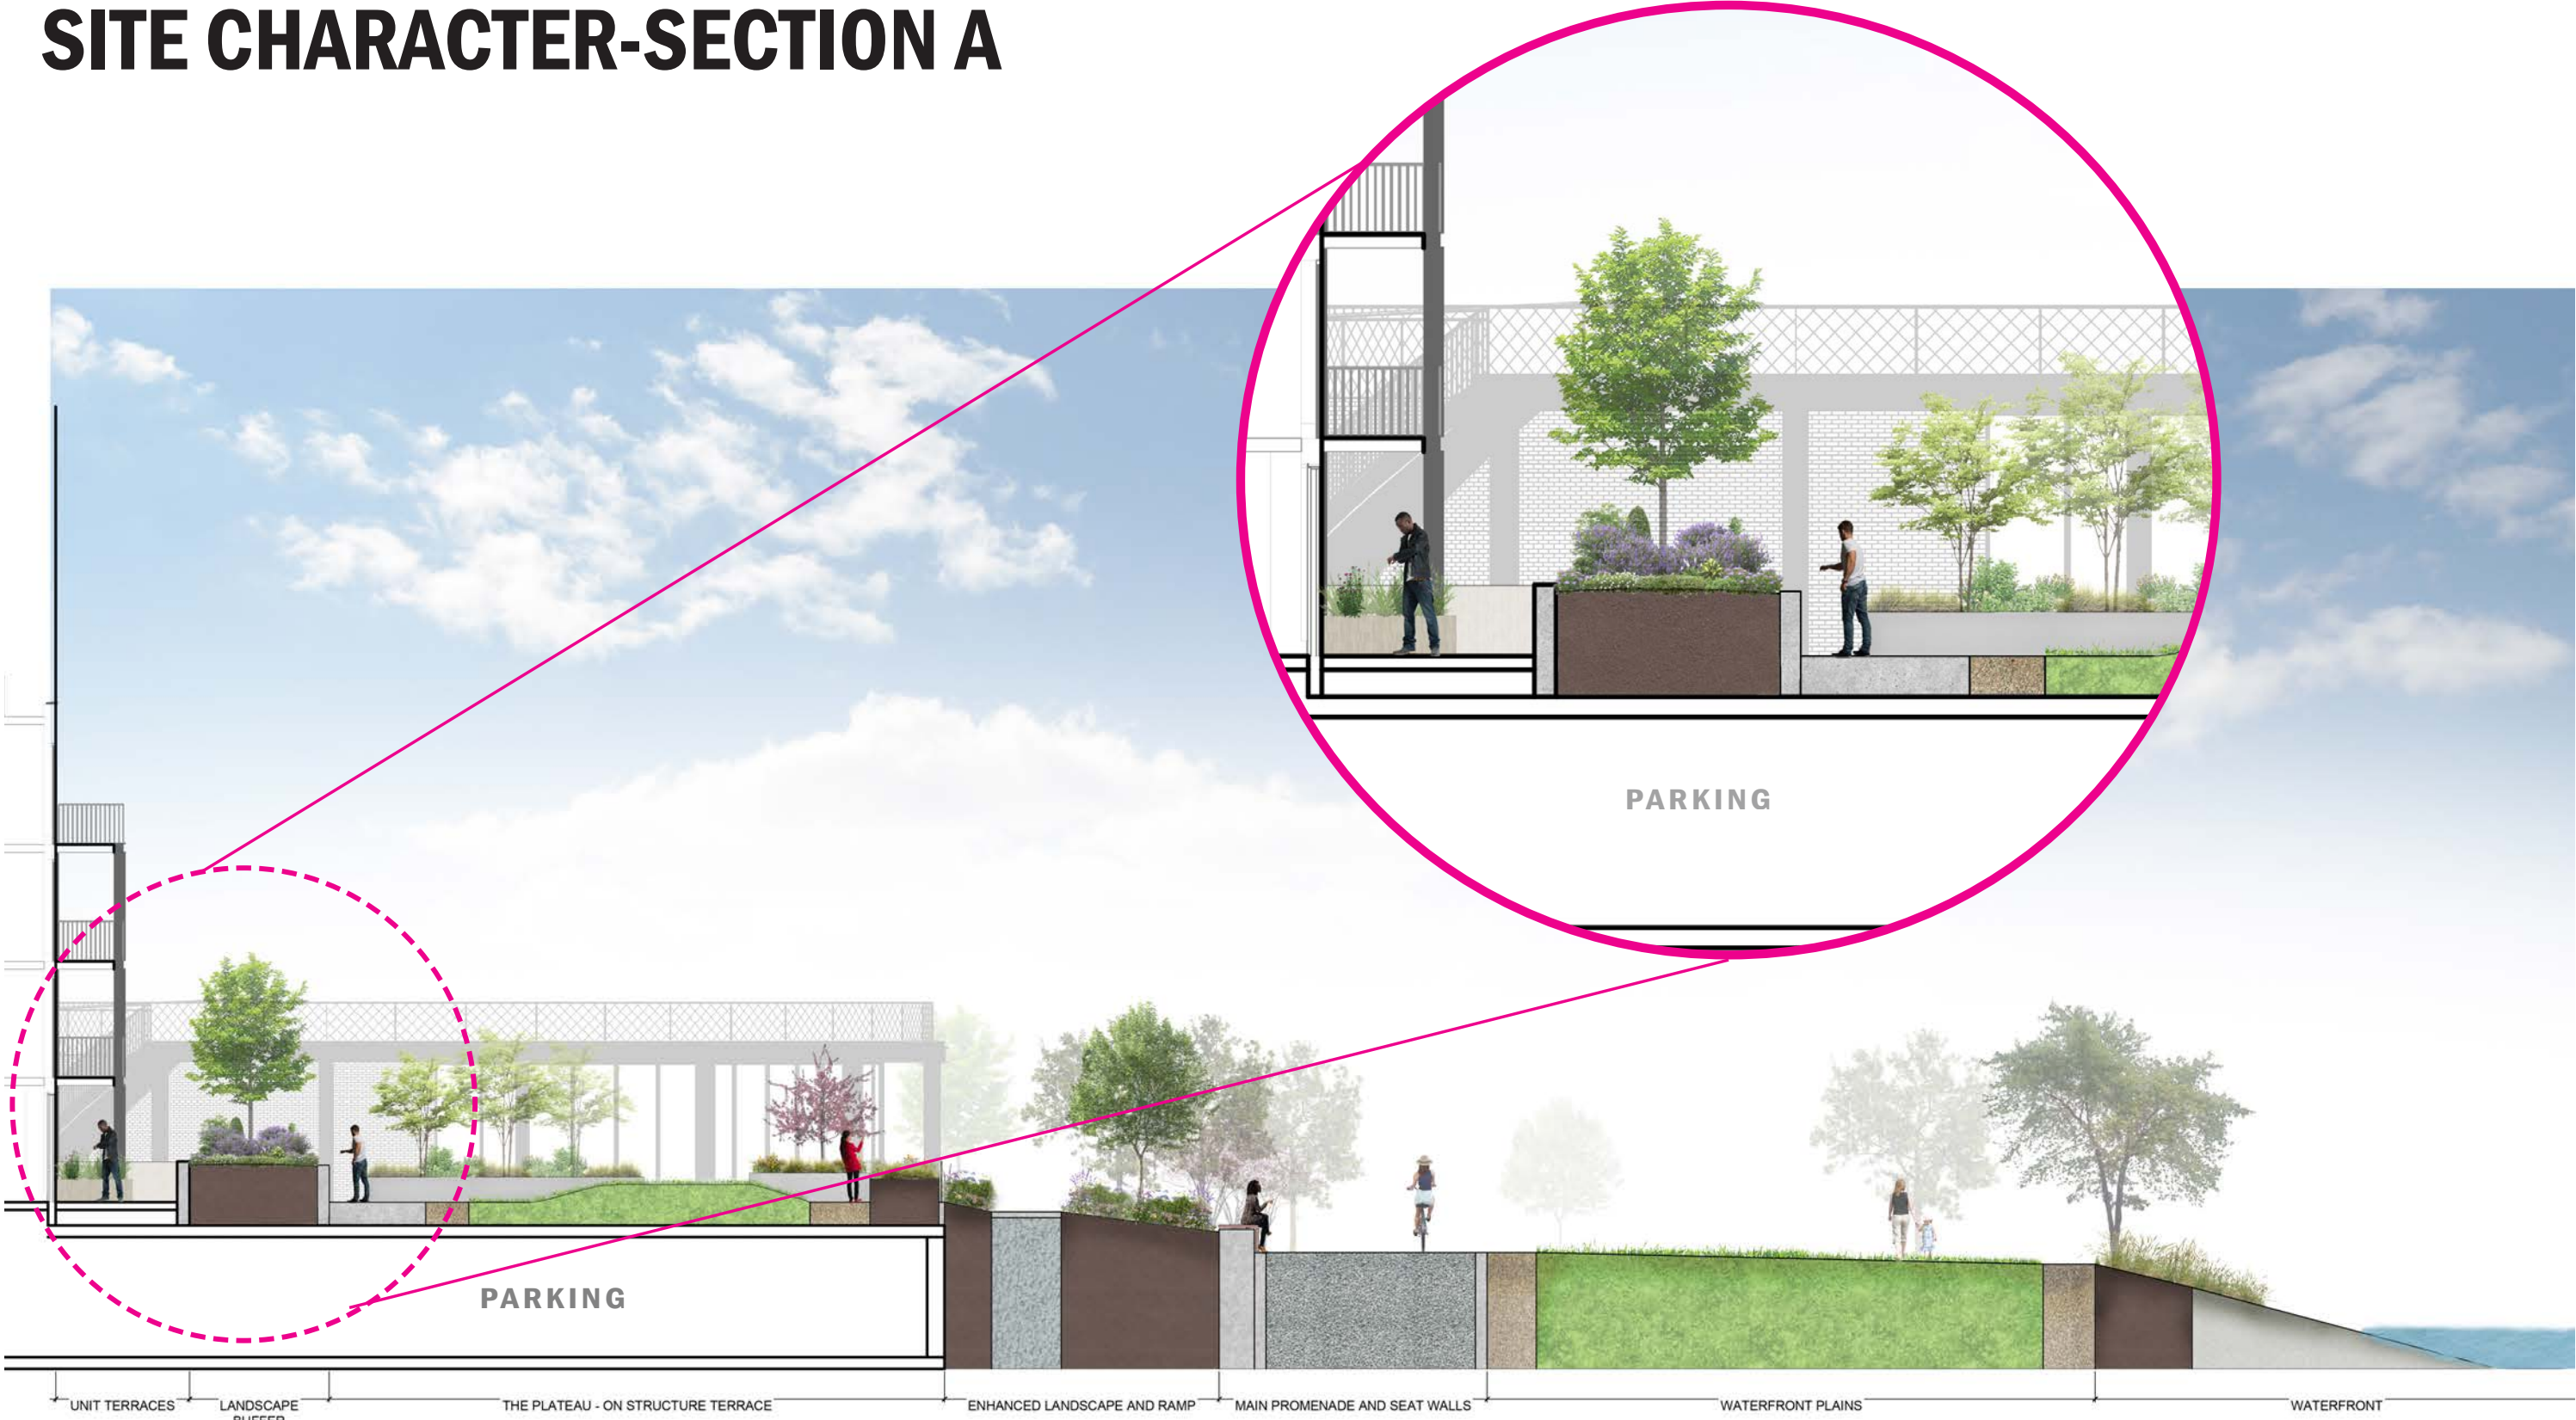 SITE CHARACTER-SECTION A
PARKING
PARKING
UNIT TERRACES
LANDSCAPE
BUFFER
THE PLATEAU - ON STRUCTURE TERRACE
ENHANCED LANDSCAPE AND RAMP
MAIN PROMENADE AND SEAT WALLS
WATERFRONT PLAINS
WATERFRONT